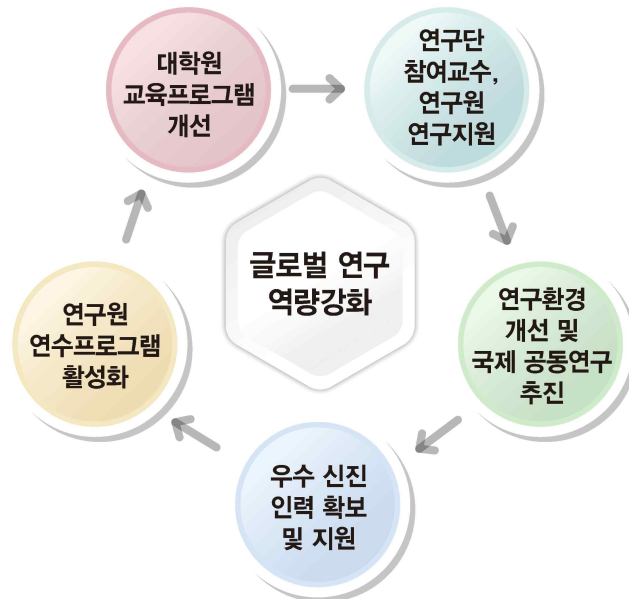 대학원
교육프로그램
개선
연구단
참여교수,
연구원
연구지원
글로벌 연구
역량강화
연구환경
개선 및
국제 공동연구
추진
우수 신진
인력 확보
및 지원
연구원
연수프로그램
활성화